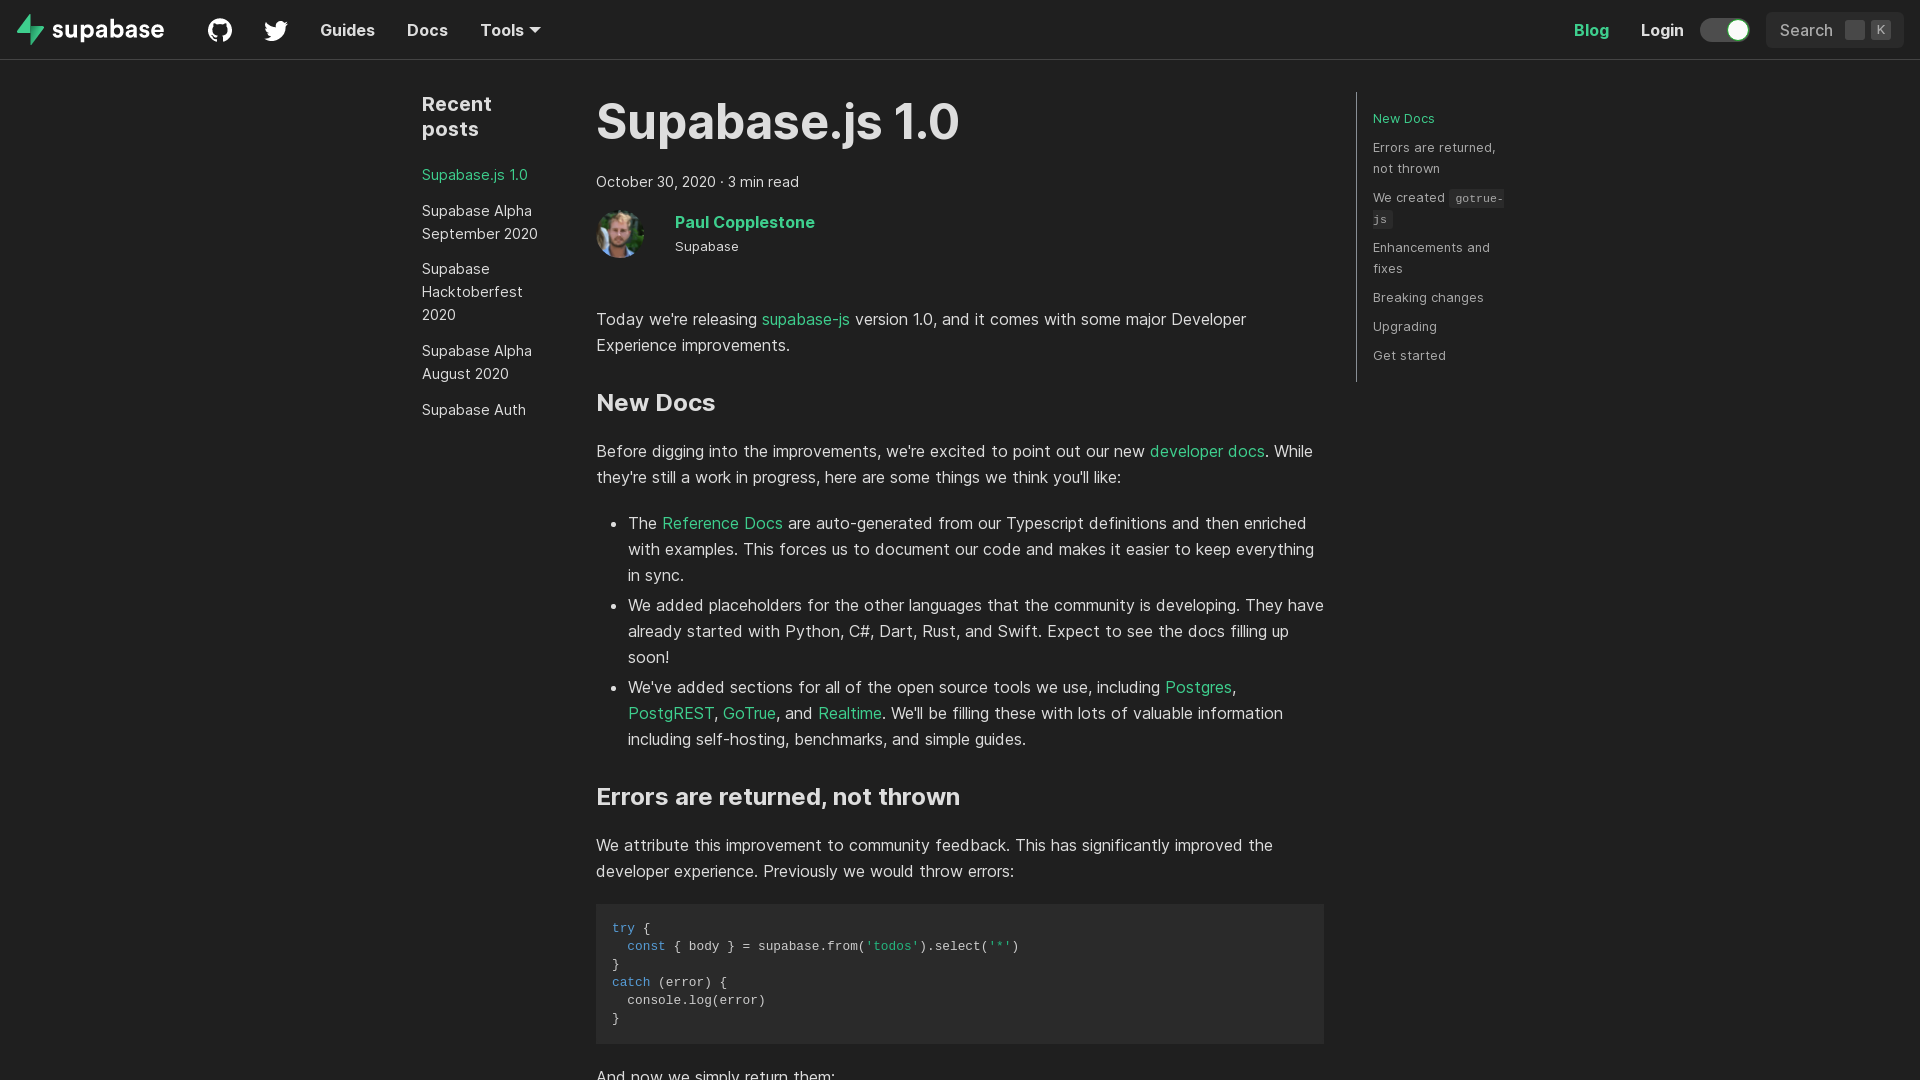 supabase
Guides
Docs
Tools
Blog
Login
Search
K
Recent
posts
Supabase.js 1.0
Supabase Alpha
September 2020
Supabase
Hacktoberfest
2020
Supabase Alpha
August 2020
Supabase Auth
Supabase.js 1.0
October 30, 2020 · 3 min read
Paul Copplestone
Supabase
Today we're releasing supabase-js version 1.0, and it comes with some major Developer
Experience improvements.
New Docs
Before digging into the improvements, we're excited to point out our new developer docs. While
they're still a work in progress, here are some things we think you'll like:
• The Reference Docs are auto-generated from our Typescript definitions and then enriched
with examples. This forces us to document our code and makes it easier to keep everything
in sync.
• We added placeholders for the other languages that the community is developing. They have
already started with Python, C#, Dart, Rust, and Swift. Expect to see the docs filling up
soon!
• We've added sections for all of the open source tools we use, including Postgres,
PostgREST, GoTrue, and Realtime. We'll be filling these with lots of valuable information
including self-hosting, benchmarks, and simple guides.
Errors are returned, not thrown
We attribute this improvement to community feedback. This has significantly improved the
developer experience. Previously we would throw errors:
try {
  const { body } = supabase.from('todos').select('*')
}
catch (error) {
  console.log(error)
}
And now we simply return them:
New Docs
Errors are returned,
not thrown
We created gotrue-
js
Enhancements and
fixes
Breaking changes
Upgrading
Get started